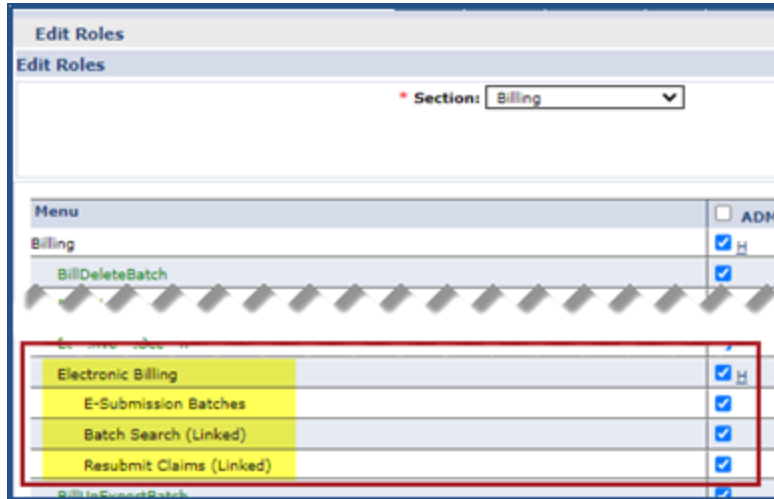 Edit Roles
Edit Roles
* Section: Billing
Menu ADM
Billing H
BillDeleteBatch
Electronic Billing H
E-Submission Batches
Batch Search (Linked)
Resubmit Claims (Linked)
BillUnExportBatch